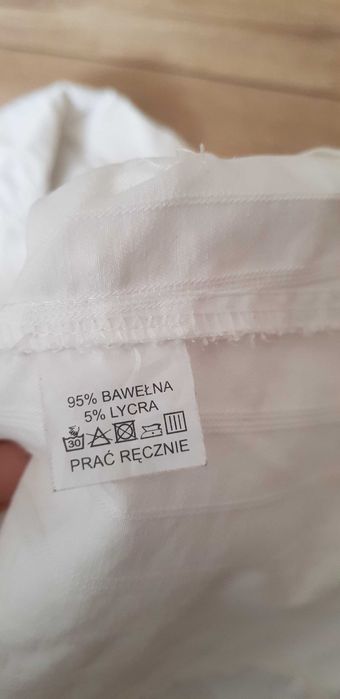 95% BAWEŁNA
5% LYCRA
30
PRAĆ RĘCZNIE